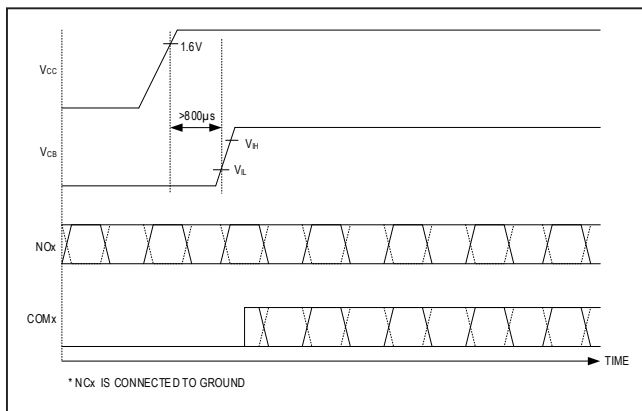 VCC
1.6V
>800µs
VCB
VIH
VIL
NOx
COMx
TIME
* NCx IS CONNECTED TO GROUND